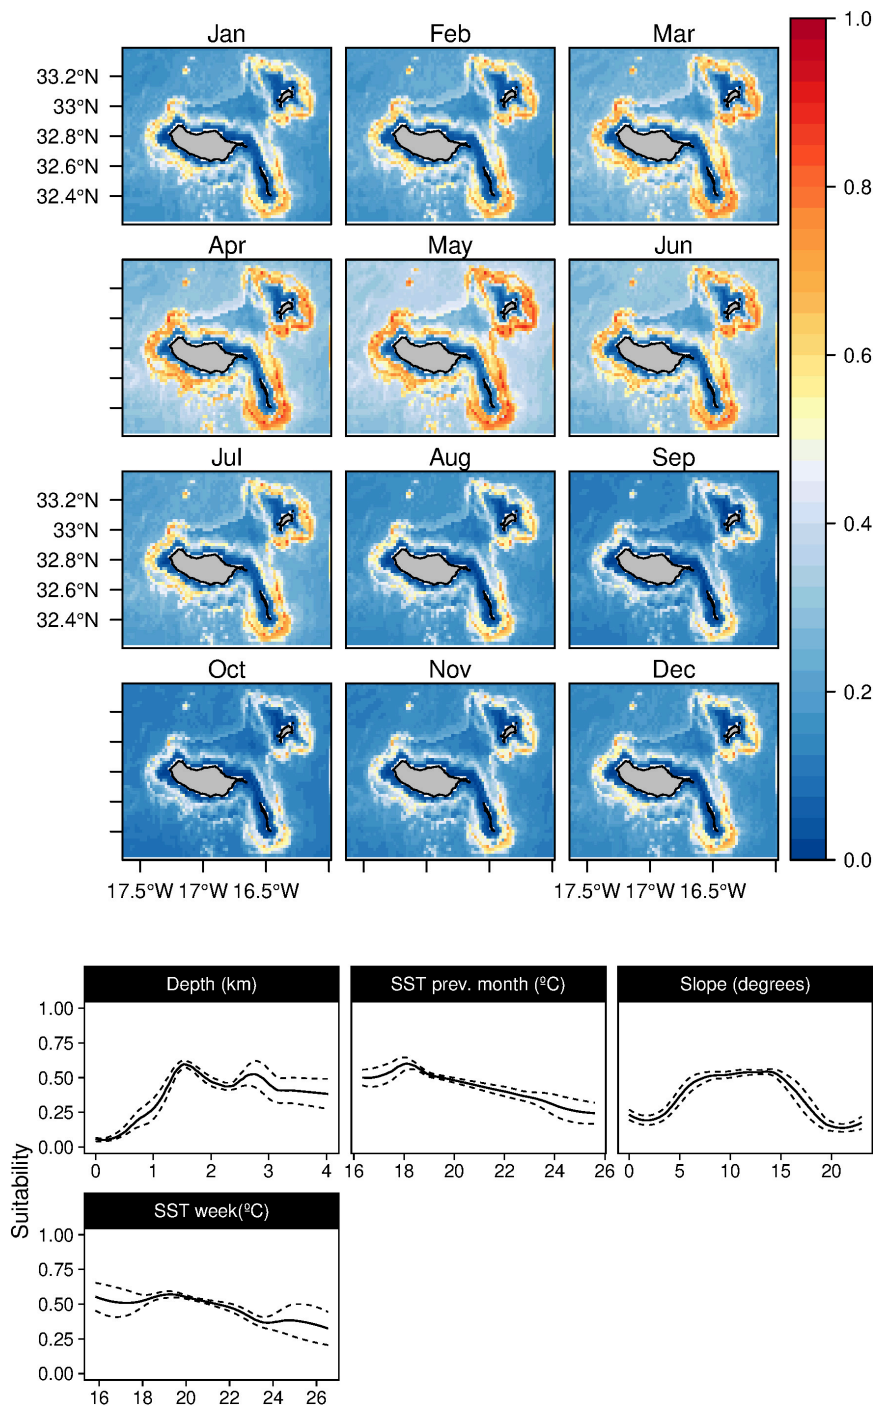 Jan Feb Mar
1.0
33.2°N
33°N
32.8°N
32.6°N
32.4°N
0.8
Apr May Jun
0.6
Jul Aug Sep
33.2°N
33°N
32.8°N
32.6°N
32.4°N
0.4
Oct Nov Dec
0.2
0.0
17.5°W 17°W 16.5°W 17.5°W 17°W 16.5°W
Depth (km) SST prev. month (ºC) Slope (degrees)
1.00
0.75
0.50
0.25
0.00
0 1 2 3 4 16 18 20 22 24 26 0 5 10 15 20
Suitability
SST week(ºC)
1.00
0.75
0.50
0.25
0.00
16 18 20 22 24 26